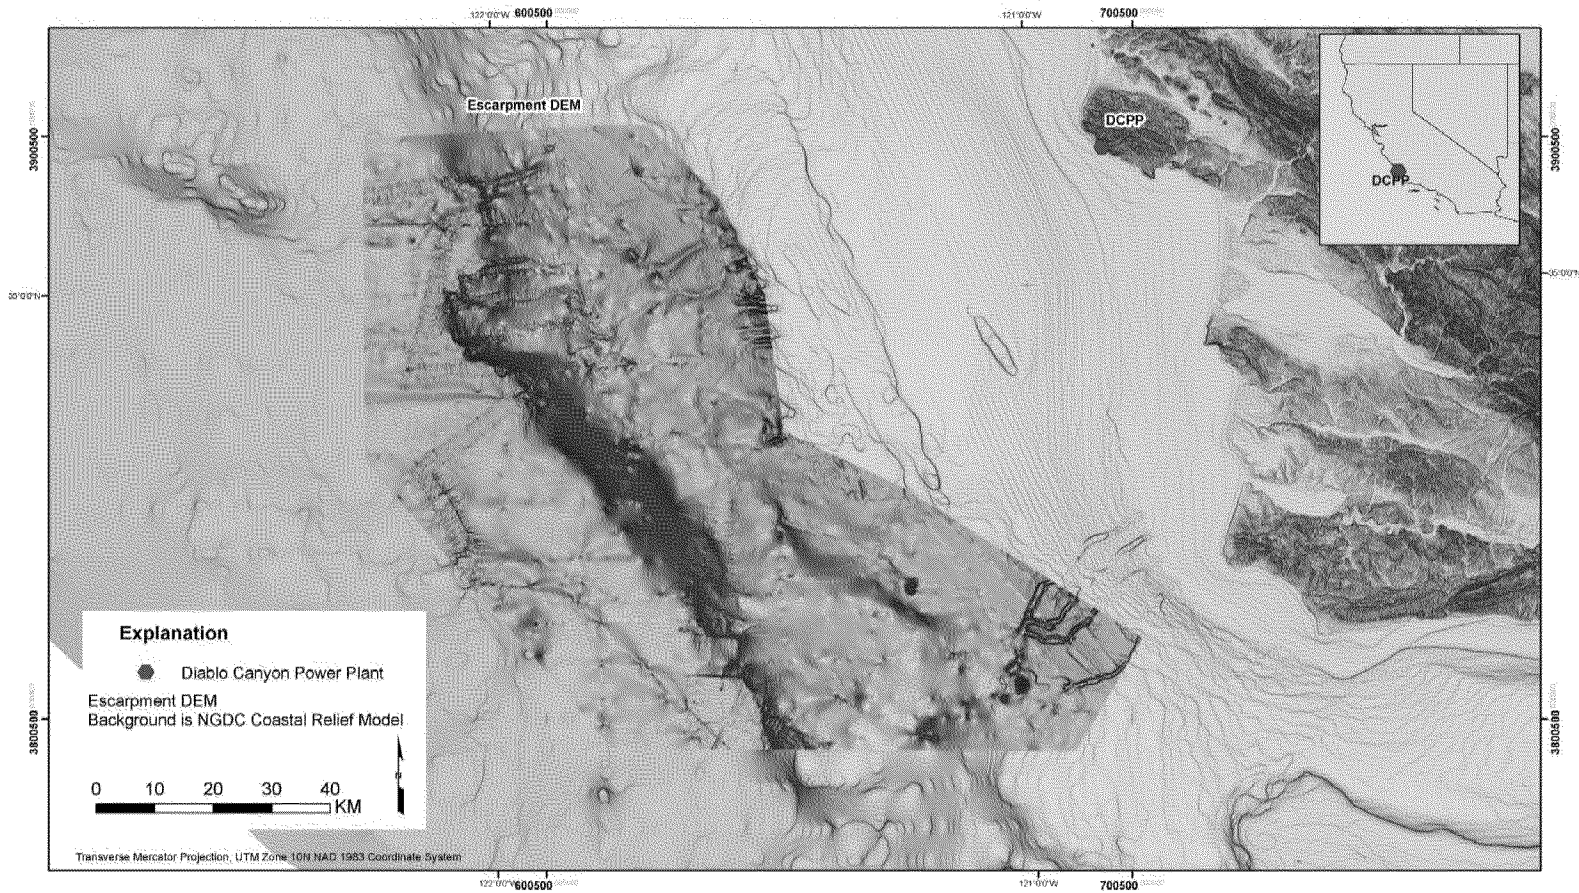 122°0'0"W 600500
121°0'0"W 700500
Escarpment DEM
DCPP
DCPP
3900500
3900500
35°0'0"N
35°0'0"N
Explanation
Diablo Canyon Power Plant
Escarpment DEM
Background is NGDC Coastal Relief Model
3800500
3800500
N
0 10 20 30 40
KM
Transverse Mercator Projection, UTM Zone 10N NAD 1983 Coordinate System
122°0'0"W 600500
121°0'0"W 700500